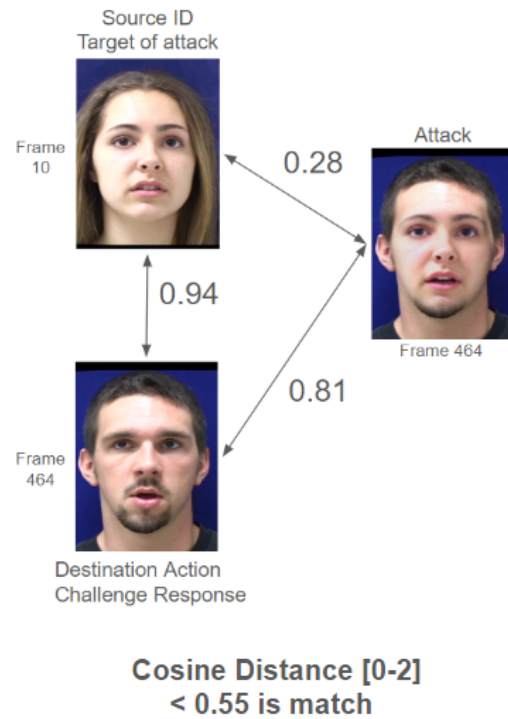 Source ID
Target of attack
Frame
10
Attack
0.28
0.94
Frame 464
0.81
Frame
464
Destination Action
Challenge Response
Cosine Distance [0-2]
< 0.55 is match